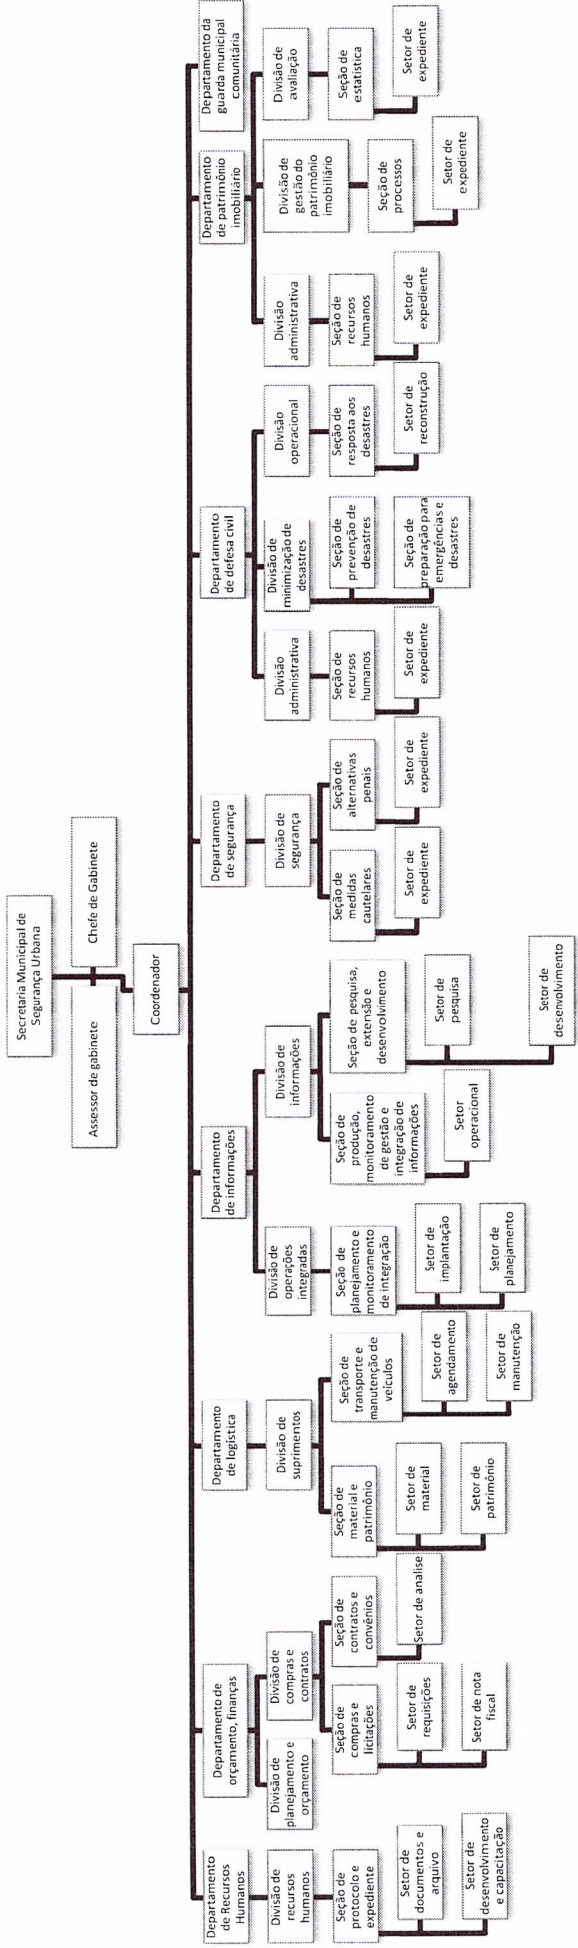 Secretaria Municipal de
Segurança Urbana
Assessor de gabinete
Chefe de Gabinete
Coordenador
Departamento
de Recursos
Humanos
Departamento de
orçamento, finanças
Departamento
de logística
Departamento
de informações
Departamento
de segurança
Departamento
de defesa civil
Departamento
de patrimônio
imobiliário
Departamento da
guarda municipal
comunitária
Divisão de
recursos
humanos
Divisão de
planejamento e
orçamento
Divisão de
compras e
contratos
Divisão de
suprimentos
Divisão de
operações
integradas
Divisão de
informações
Divisão de
segurança
Divisão
administrativa
Divisão de
minimização de
desastres
Divisão
operacional
Divisão
administrativa
Divisão de
gestão do
patrimônio
imobiliário
Divisão de
avaliação
Seção de
protocolo e
expediente
Seção de
compras e
licitações
Seção de
contratos e
convênios
Seção de
material e
patrimônio
Seção de
transporte e
manutenção de
veículos
Seção de
planejamento e
monitoramento
de integração
Seção de
produção,
monitoramento
de gestão e
integração de
informações
Seção de pesquisa,
extensão e
desenvolvimento
Seção de
medidas
cautelares
Seção de
alternativas
penais
Seção de
recursos
humanos
Seção de
prevenção de
desastres
Seção de
resposta aos
desastres
Seção de
recursos
humanos
Seção de
processos
Seção de
estatística
Setor de
documentos e
arquivo
Setor de
requisições
Setor de analise
Setor de
material
Setor de
agendamento
Setor de
implantação
Setor
operacional
Setor de
pesquisa
Setor de
expediente
Setor de
expediente
Setor de
expediente
Seção de
preparação para
emergências e
desastres
Setor de
reconstrução
Setor de
expediente
Setor de
expediente
Setor de
expediente
Setor de
desenvolvimento
e capacitação
Setor de nota
fiscal
Setor de
patrimônio
Setor de
manutenção
Setor de
planejamento
Setor de
desenvolvimento